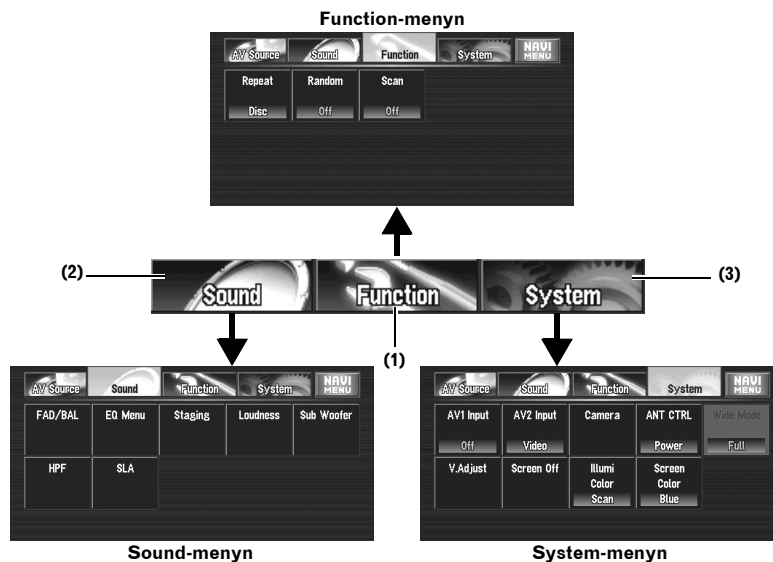 Function-menyn
AV Source Sound Function System NAVI MENU
Repeat Random Scan
Disc Off Off
(2) (3)
Sound Function System
(1)
AV Source Sound Function System NAVI MENU
FAD/BAL EQ Menu Staging Loudness Sub Woofer
HPF SLA
Sound-menyn
AV Source Sound Function System NAVI MENU
AV1 Input AV2 Input Camera ANT CTRL Wide Mode
Off Video Power Full
V.Adjust Screen Off Illumi Color Screen Color
Scan Blue
System-menyn